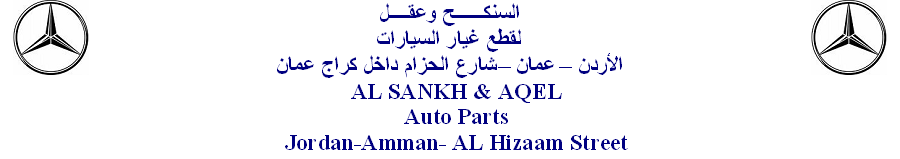 السنكـــــح وعقـــل
لقطع غيار السيارات
الأردن – عمان –شارع الحزام داخل كراج عمان
AL SANKH & AQEL
Auto Parts
Jordan-Amman- AL Hizaam Street